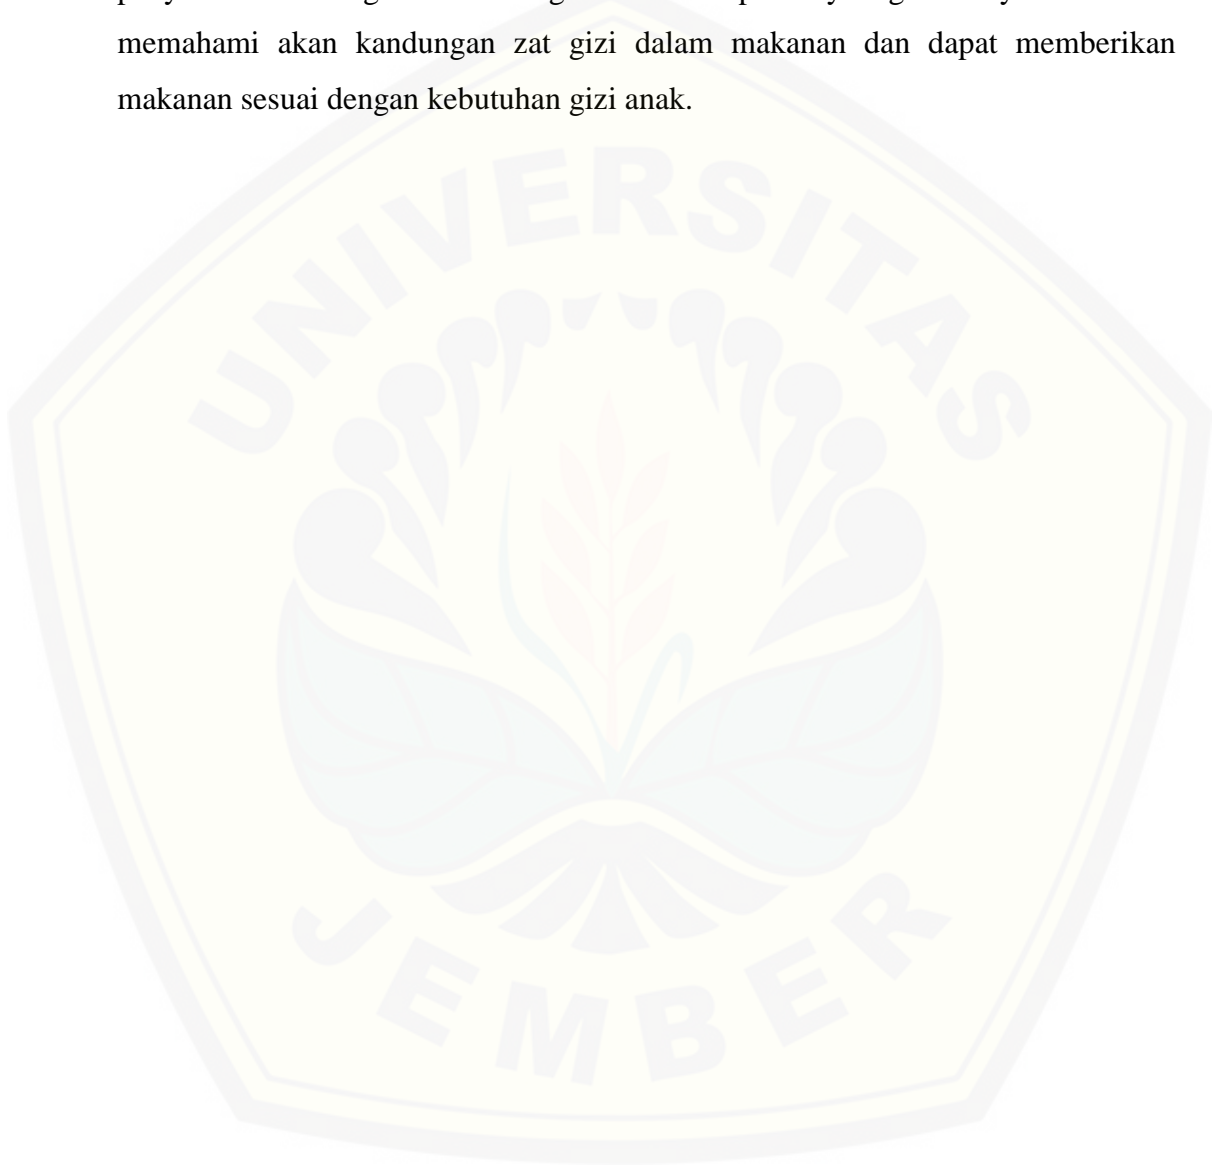 memahami akan kandungan zat gizi dalam makanan dan dapat memberikan
makanan sesuai dengan kebutuhan gizi anak.
UNIVERSITAS
JEMBER